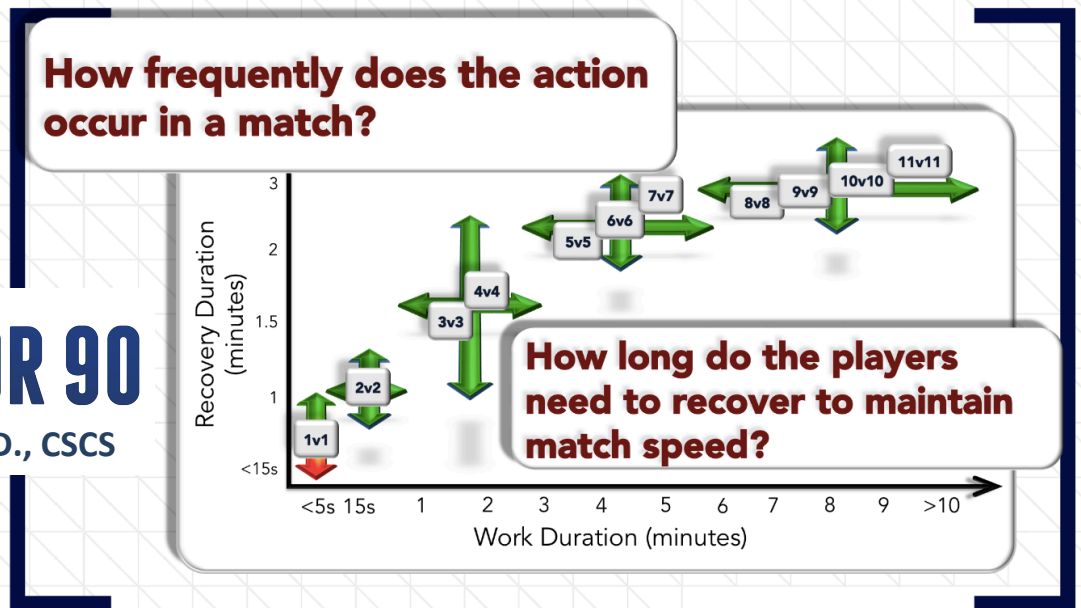 How frequently does the action
occur in a match?
11v11
10v10
9v9
8v8
7v7
6v6
5v5
4v4
3v3
2v2
1v1
Recovery Duration
(minutes)
3
2
1.5
1
<15s
How long do the players
need to recover to maintain
match speed?
R 90
D., CSCS
<5s 15s 1 2 3 4 5 6 7 8 9 >10
Work Duration (minutes)